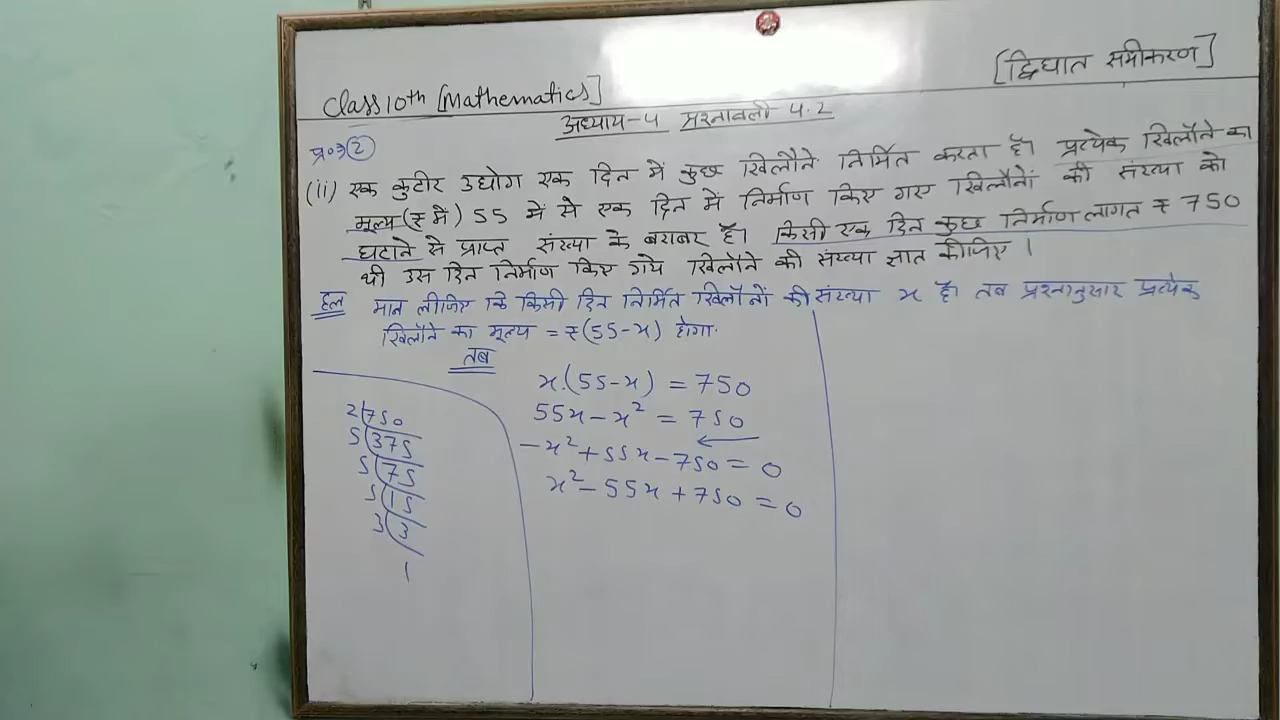 [द्विघात समीकरण]
Class 10th [Mathematics]
अध्याय-4 प्रश्नावली 4.2
प्र०उ② 
(ii) एक कुटीर उद्योग एक दिन में कुछ खिलौने निर्मित करता है। प्रत्येक खिलौने का
मूल्य (₹ में) 55 में से एक दिन में निर्माण किए गए खिलौनों की संख्या को
घटाने से प्राप्त संख्या के बराबर है। किसी एक दिन कुछ निर्माण लागत ₹ 750
थी उस दिन निर्माण किए गये खिलौने की संख्या ज्ञात कीजिए।
हल मान लीजिए कि किसी दिन निर्मित खिलौनों की संख्या x है। तब प्रश्नानुसार प्रत्येक
खिलौने का मूल्य = ₹(55-x) होगा
तब
x.(55-x) = 750
55x-x² = 750
-x²+55x-750 = 0
x²-55x+750 = 0
2|750
5|375
5|75
5|15
3|3
1